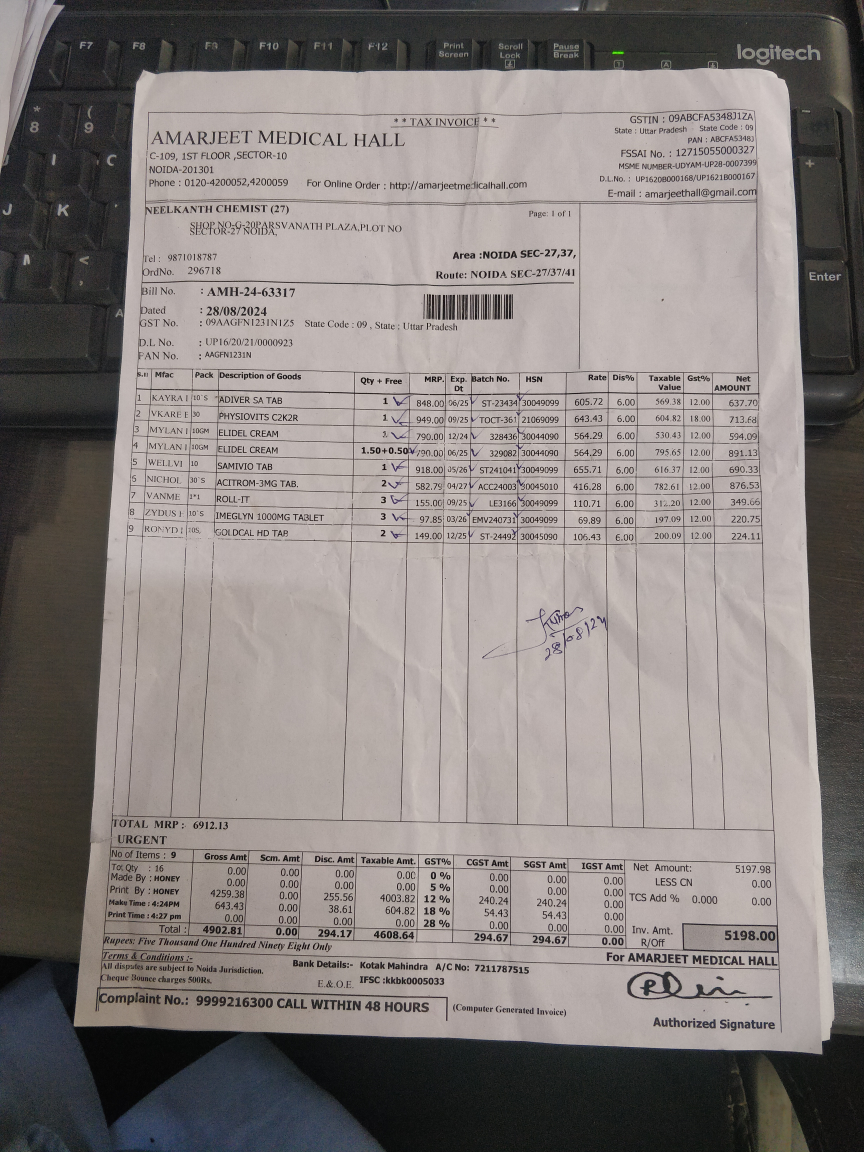 F7 F8 F9 F10 F11 F12 Print Screen Scroll Lock Pause Break
logitech
* 8 ( 9
I C
J K
M <
A
Enter
* * TAX INVOICE * *
AMARJEET MEDICAL HALL
C-109, 1ST FLOOR ,SECTOR-10
NOIDA-201301
Phone : 0120-4200052,4200059 For Online Order : http://amarjeetmedicalhall.com
GSTIN : 09ABCFA5348J1ZA
State : Uttar Pradesh State Code : 09
PAN : ABCFA5348J
FSSAI No. : 12715055000327
MSME NUMBER-UDYAM-UP28-0007399
D.L.No. : UP1620B000168/UP1621B000167
E-mail : amarjeethall@gmail.com
NEELKANTH CHEMIST (27)
Page: 1 of 1
SHOP NO-G-20PARSVANATH PLAZA,PLOT NO
SECTOR-27 NOIDA,
Tel : 9871018787
Area :NOIDA SEC-27,37,
OrdNo. 296718
Route: NOIDA SEC-27/37/41
Bill No. : AMH-24-63317
Dated : 28/08/2024
GST No. : 09AAGFN1231N1Z5 State Code : 09 , State : Uttar Pradesh
D.L No. : UP16/20/21/0000923
PAN No. : AAGFN1231N
S.n Mfac Pack Description of Goods Qty + Free MRP. Exp. Dt Batch No. HSN Rate Dis% Taxable Value Gst% Net AMOUNT
1 KAYRA 10'S ADIVER SA TAB 1 848.00 06/25 ST-23434 30049099 605.72 6.00 569.38 12.00 637.70
2 VKARE E 30 PHYSIOVITS C2K2R 1 949.00 09/25 TOCT-361 21069099 643.43 6.00 604.82 18.00 713.68
3 MYLAN I 10GM ELIDEL CREAM 790.00 12/24 328436 30044090 564.29 6.00 530.43 12.00 594.09
4 MYLAN I 10GM ELIDEL CREAM 1.50+0.50 790.00 06/25 329082 30044090 564.29 6.00 795.65 12.00 891.13
5 WELLVI 10 SAMIVIO TAB 1 918.00 05/26 ST241041 30049099 655.71 6.00 616.37 12.00 690.33
6 NICHOL 30'S ACITROM-3MG TAB. 2 582.79 04/27 ACC24003 30045010 416.28 6.00 782.61 12.00 876.53
7 VANME 1*1 ROLL-IT 3 155.00 09/25 LE3166 30049099 110.71 6.00 312.20 12.00 349.66
8 ZYDUS 10'S IMEGLYN 1000MG TABLET 3 97.85 03/26 EMV240731 30049099 69.89 6.00 197.09 12.00 220.75
9 RONYD 10S. GOLDCAL HD TAB 2 149.00 12/25 ST-24492 30045090 106.43 6.00 200.09 12.00 224.11
28/08/24
TOTAL MRP : 6912.13
URGENT
No of Items : 9 Gross Amt Scm. Amt Disc. Amt Taxable Amt. GST% CGST Amt SGST Amt IGST Amt
Tot Qty : 16 0.00 0.00 0.00 0.00 0 % 0.00 0.00 0.00
Made By : HONEY 0.00 0.00 0.00 0.00 5 % 0.00 0.00 0.00
Print By : HONEY 4259.38 0.00 255.56 4003.82 12 % 240.24 240.24 0.00
Make Time : 4:24PM 643.43 0.00 38.61 604.82 18 % 54.43 54.43 0.00
Print Time : 4:27 pm 0.00 0.00 0.00 0.00 28 % 0.00 0.00 0.00
Total : 4902.81 0.00 294.17 4608.64 294.67 294.67 0.00
Net Amount: 5197.98
LESS CN 0.00
TCS Add % 0.000 0.00
Inv. Amt.
R/Off 5198.00
Rupees: Five Thousand One Hundred Ninety Eight Only
Terms & Conditions :-
All disputes are subject to Noida Jurisdiction.
Cheque Bounce charges 500Rs.
Bank Details:- Kotak Mahindra A/C No: 7211787515
E.& O.E. IFSC :kkbk0005033
For AMARJEET MEDICAL HALL
Complaint No.: 9999216300 CALL WITHIN 48 HOURS
(Computer Generated Invoice)
Authorized Signature